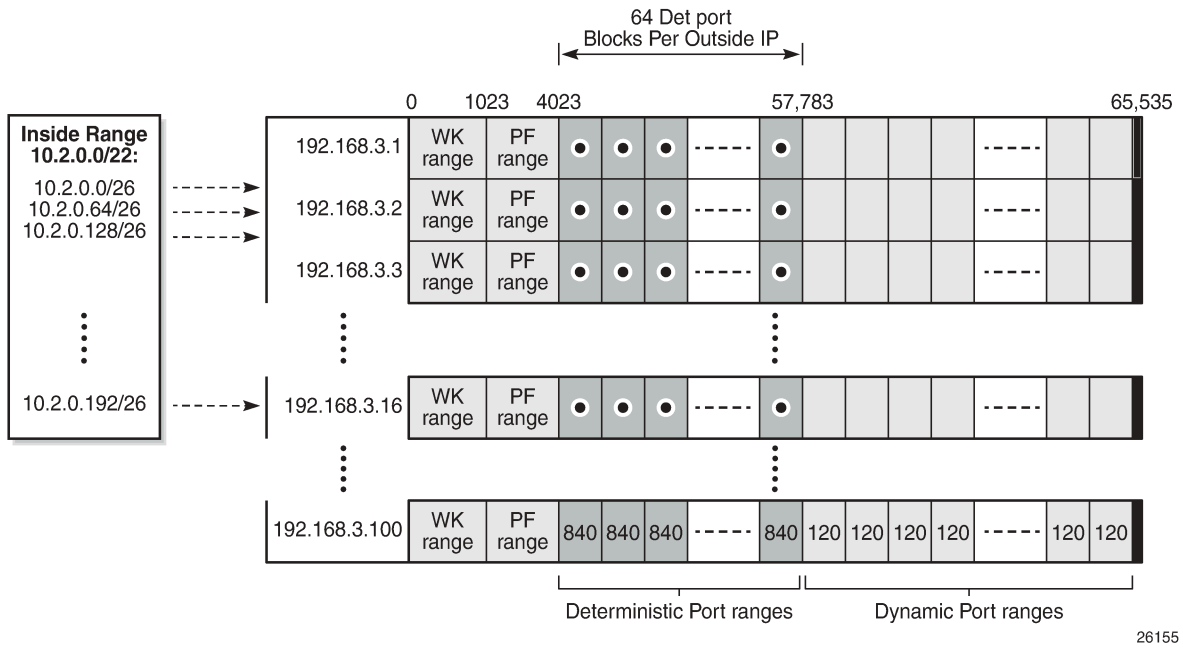 64 Det port
Blocks Per Outside IP
0 1023 4023 57,783 65,535
Inside Range
10.2.0.0/22:
10.2.0.0/26
10.2.0.64/26
10.2.0.128/26
10.2.0.192/26
192.168.3.1 WK range PF range
192.168.3.2 WK range PF range
192.168.3.3 WK range PF range
192.168.3.16 WK range PF range
192.168.3.100 WK range PF range 840 840 840 840 120 120 120 120 120 120
Deterministic Port ranges Dynamic Port ranges
26155